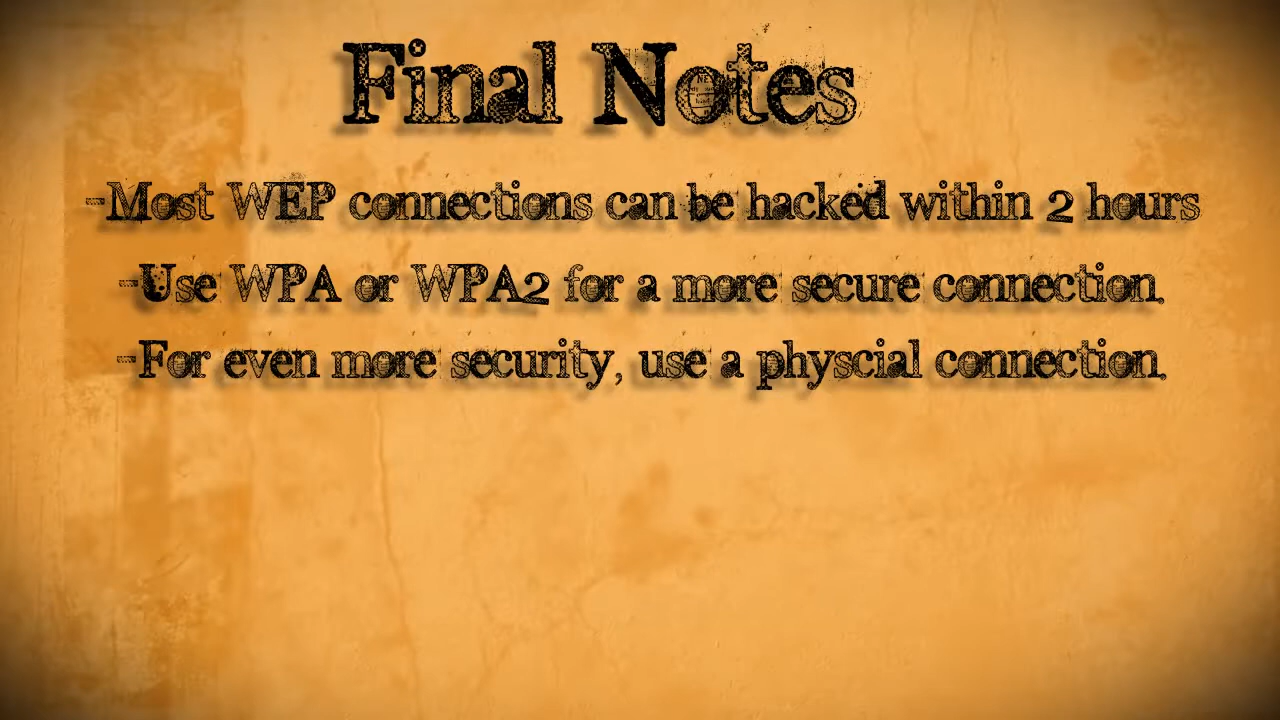 Final Notes
-Most WEP connections can be hacked within 2 hours
-Use WPA or WPA2 for a more secure connection.
-For even more security, use a physcial connection.